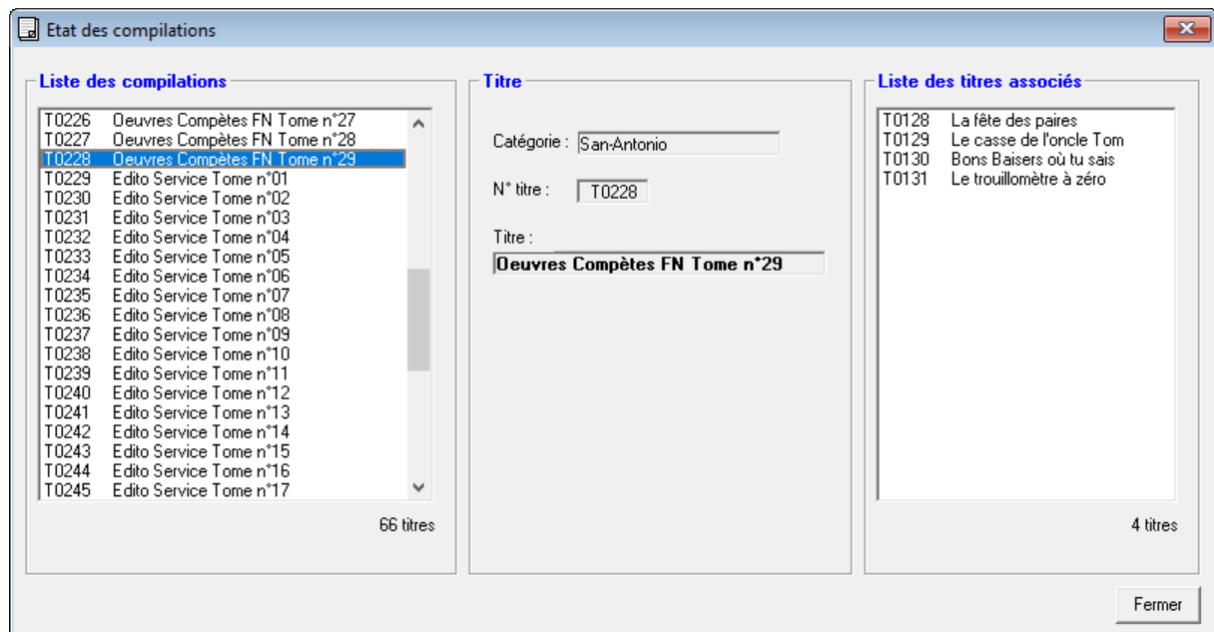 Etat des compilations
Liste des compilations
T0226 Oeuvres Compètes FN Tome n°27
T0227 Oeuvres Compètes FN Tome n°28
T0228 Oeuvres Compètes FN Tome n°29
T0229 Edito Service Tome n°01
T0230 Edito Service Tome n°02
T0231 Edito Service Tome n°03
T0232 Edito Service Tome n°04
T0233 Edito Service Tome n°05
T0234 Edito Service Tome n°06
T0235 Edito Service Tome n°07
T0236 Edito Service Tome n°08
T0237 Edito Service Tome n°09
T0238 Edito Service Tome n°10
T0239 Edito Service Tome n°11
T0240 Edito Service Tome n°12
T0241 Edito Service Tome n°13
T0242 Edito Service Tome n°14
T0243 Edito Service Tome n°15
T0244 Edito Service Tome n°16
T0245 Edito Service Tome n°17
66 titres
Titre
Catégorie : San-Antonio
N° titre : T0228
Titre :
Oeuvres Compètes FN Tome n°29
Liste des titres associés
T0128 La fête des paires
T0129 Le casse de l'oncle Tom
T0130 Bons Baisers où tu sais
T0131 Le trouillomètre à zéro
4 titres
Fermer